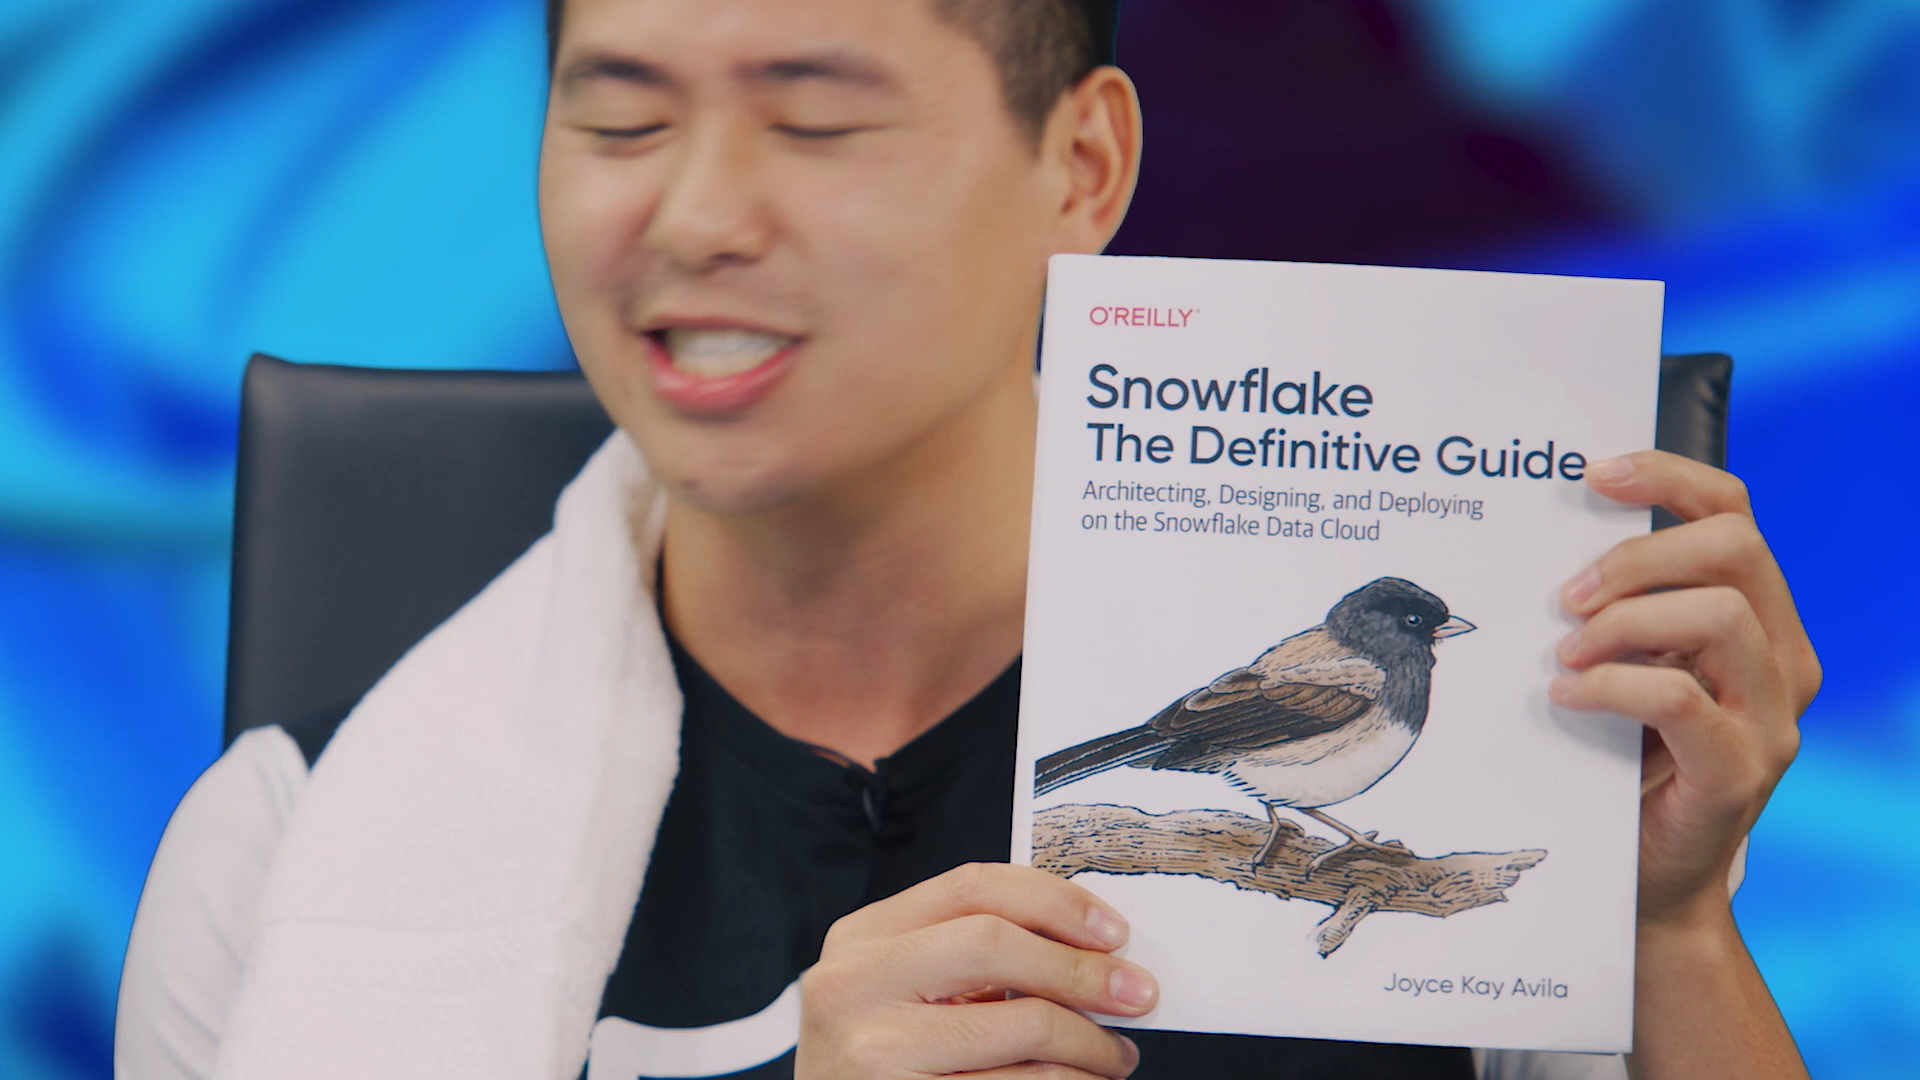 O'REILLY
Snowflake
The Definitive Guide
Architecting, Designing, and Deploying
on the Snowflake Data Cloud
Joyce Kay Avila